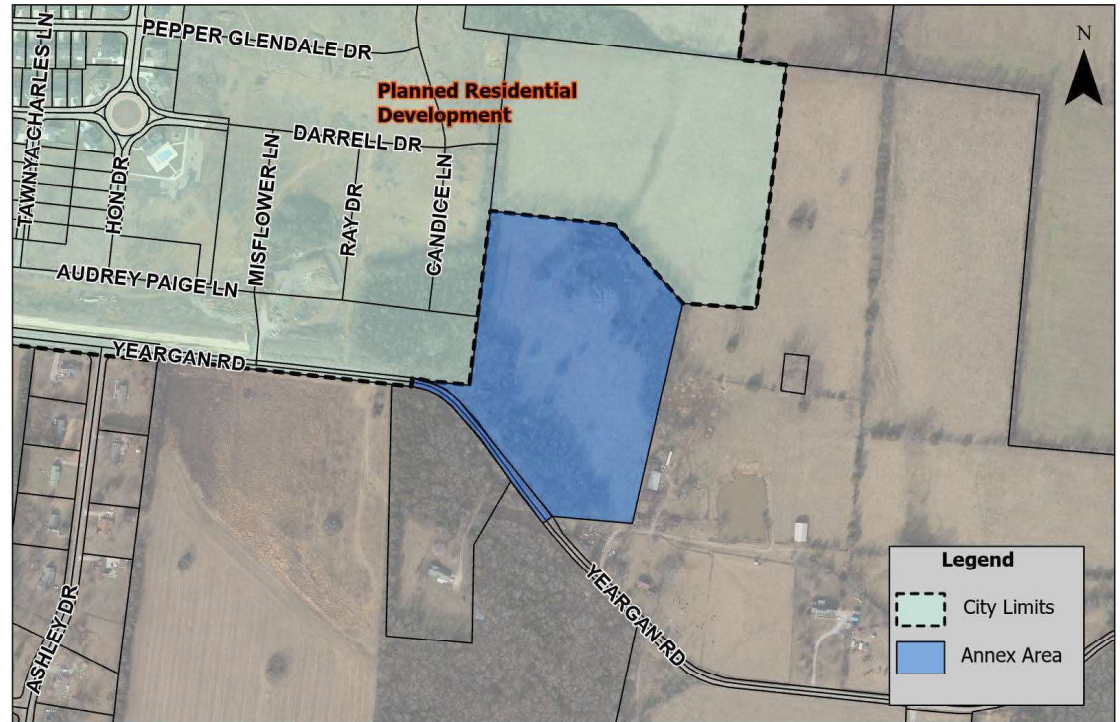 PEPPER GLENDALE DR
N
TAWNYA CHARLES LN
Planned Residential
Development
HON DR
MISFLOWER LN
DARRELL DR
RAY DR
CANDICE LN
AUDREY PAIGE LN
YEARGAN RD
ASHLEY DR
YEARGAN RD
Legend
City Limits
Annex Area